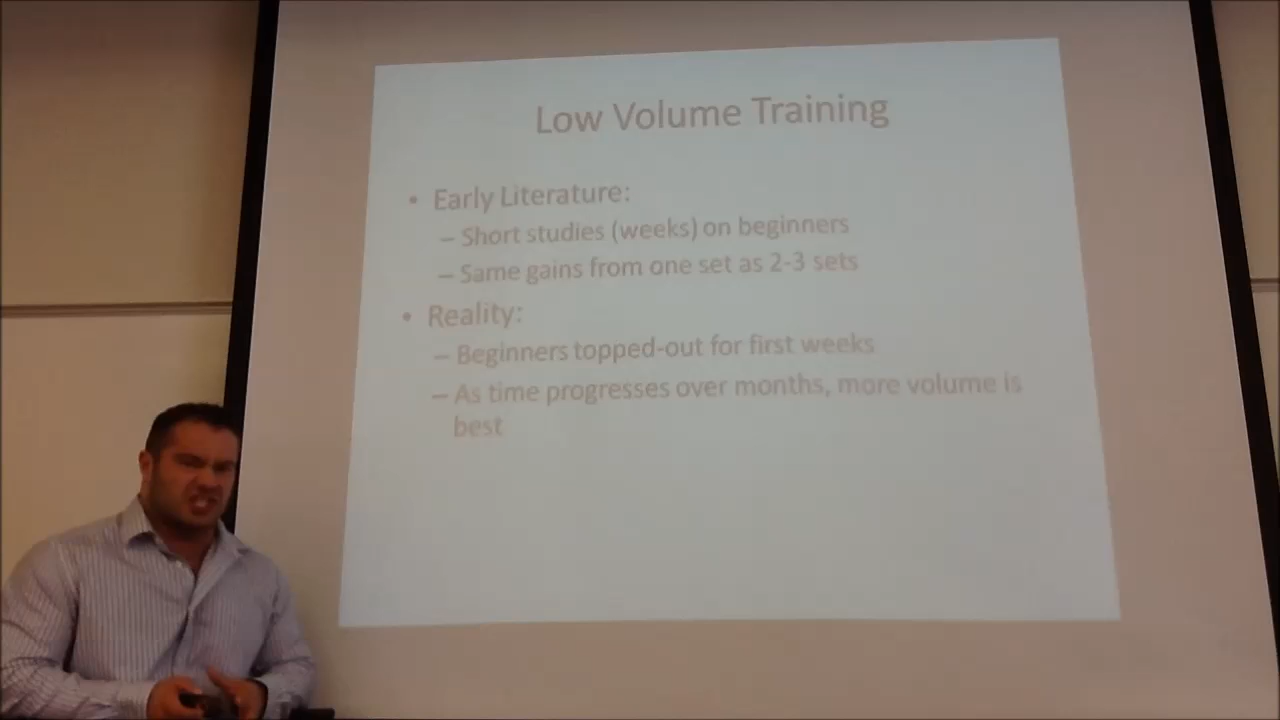 Low Volume Training
• Early Literature:
– Short studies (weeks) on beginners
– Same gains from one set as 2-3 sets
• Reality:
– Beginners topped-out for first weeks
– As time progresses over months, more volume is
best